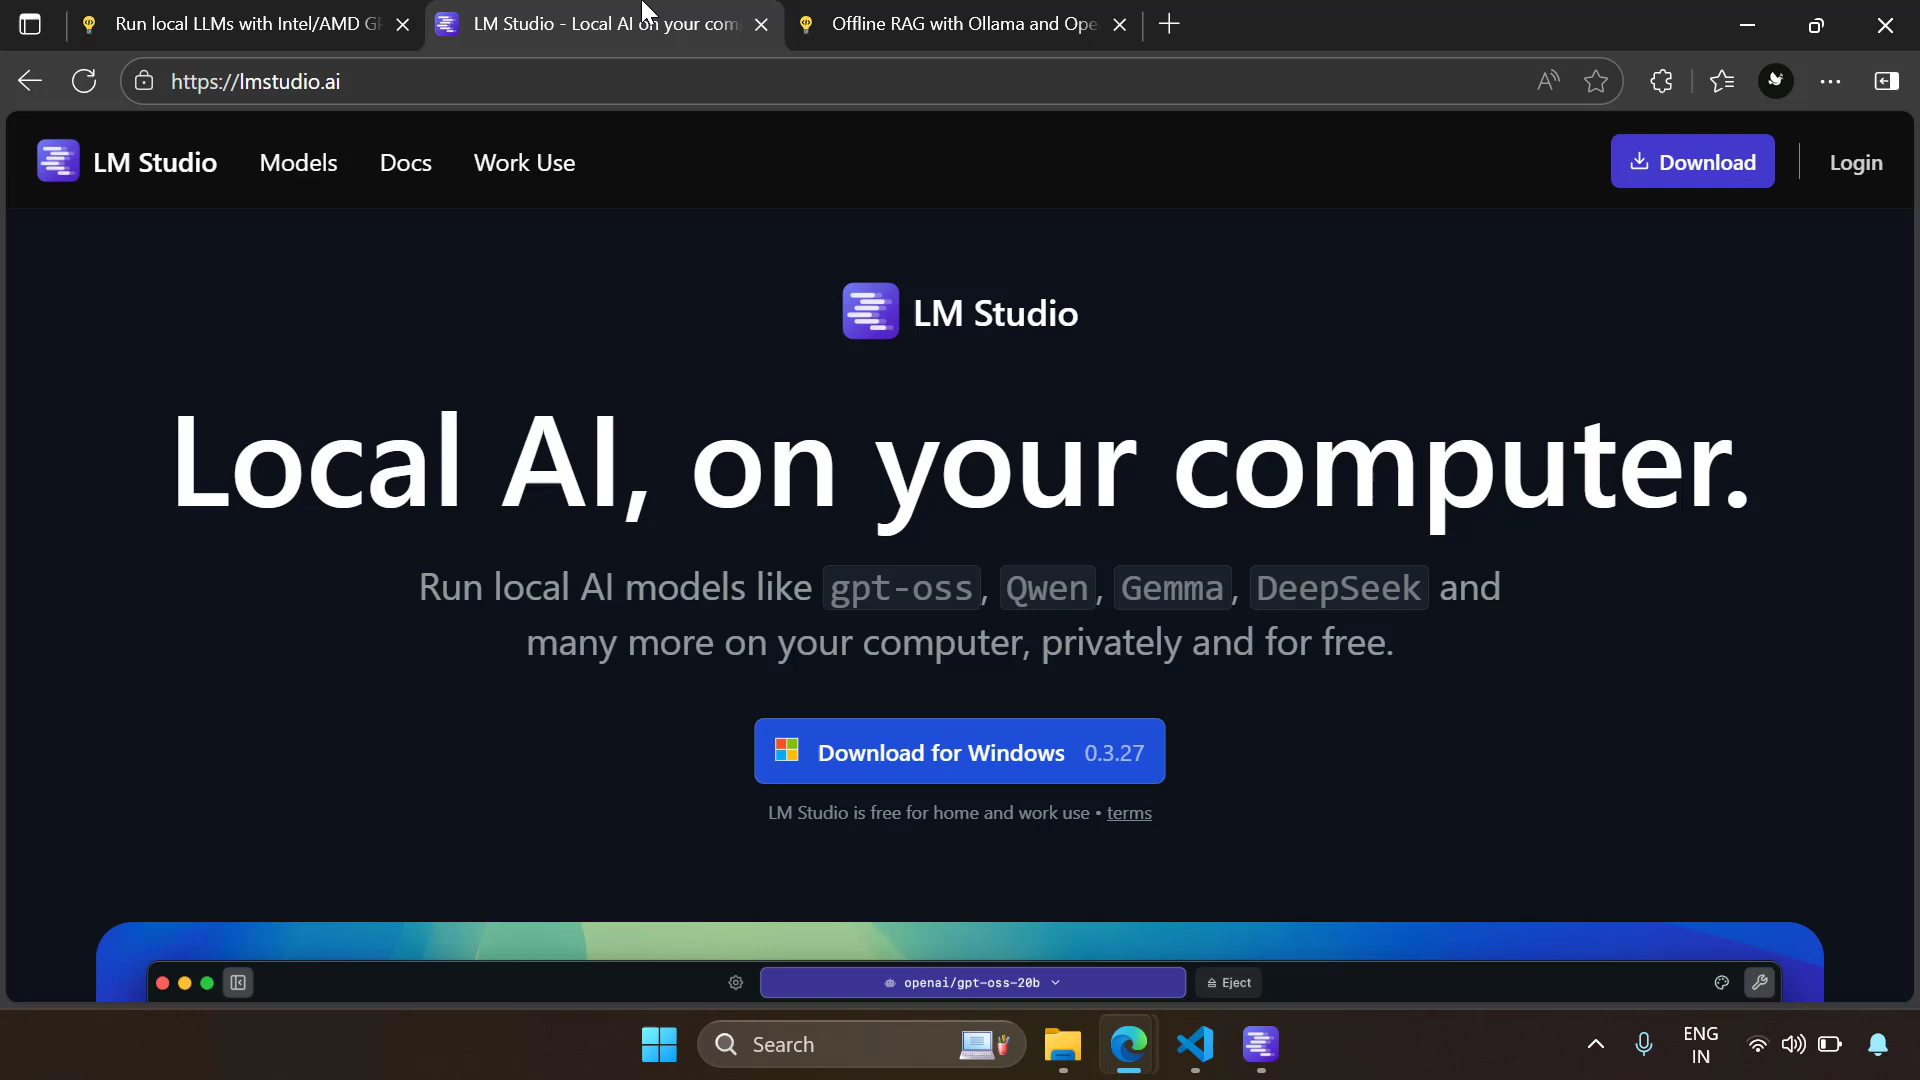 Run local LLMs with Intel/AMD GP
LM Studio - Local AI on your com
Offline RAG with Ollama and Ope
https://lmstudio.ai
LM Studio
Models
Docs
Work Use
Download
Login
LM Studio
Local AI, on your computer.
Run local AI models like gpt-oss, Qwen, Gemma, DeepSeek and
many more on your computer, privately and for free.
Download for Windows 0.3.27
LM Studio is free for home and work use • terms
openai/gpt-oss-20b
Eject
Search
ENG
IN